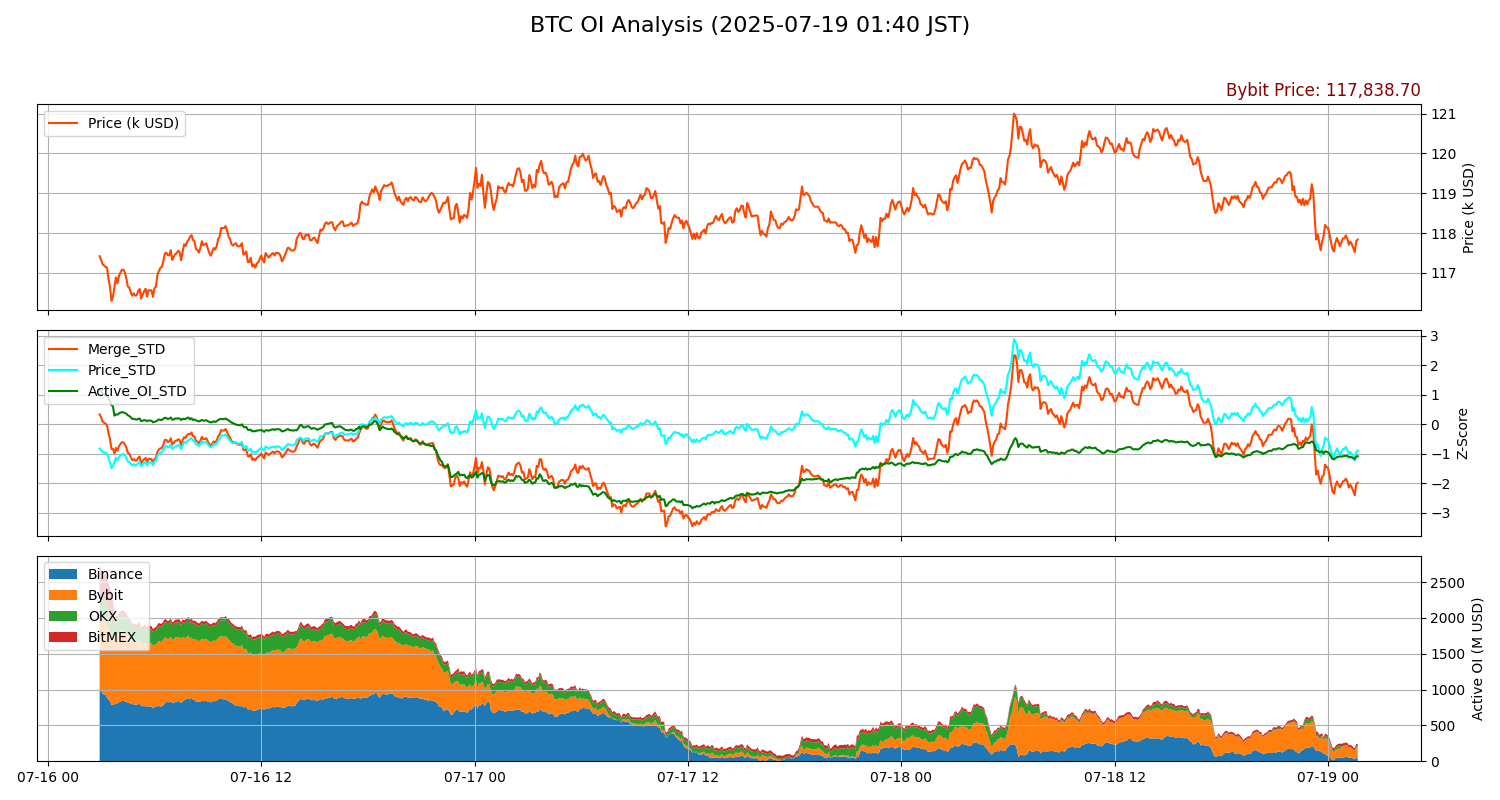 BTC OI Analysis (2025-07-19 01:40 JST)
Bybit Price: 117,838.70
Price (k USD)
121
120
119
118
117
Price (k USD)
Merge_STD
Price_STD
Active_OI_STD
3
2
1
0
−1
−2
−3
Z-Score
Binance
Bybit
OKX
BitMEX
2500
2000
1500
1000
500
0
Active OI (M USD)
07-16 00
07-16 12
07-17 00
07-17 12
07-18 00
07-18 12
07-19 00